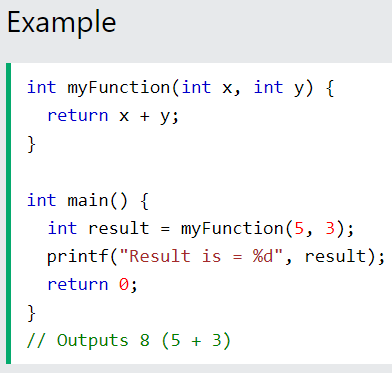 Example
int myFunction(int x, int y) {
  return x + y;
}

int main() {
  int result = myFunction(5, 3);
  printf("Result is = %d", result);
  return 0;
}
// Outputs 8 (5 + 3)